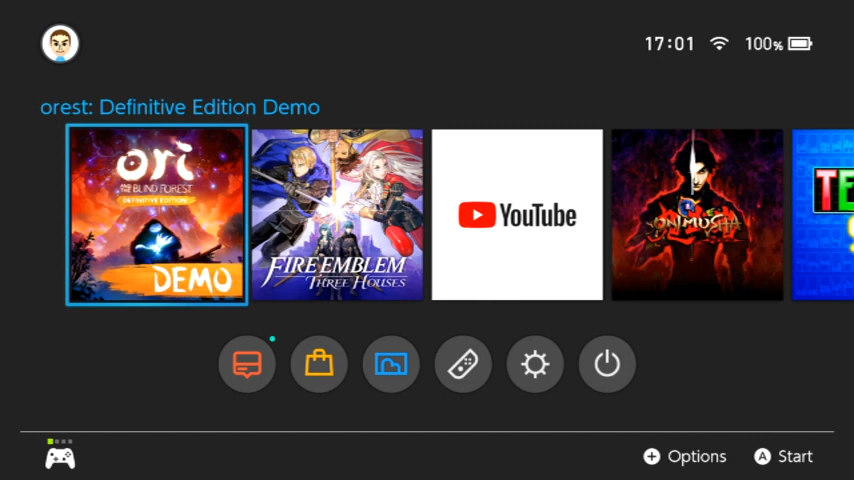 17:01
100%
orest: Definitive Edition Demo
ori
AND THE
BLIND FOREST
DEFINITIVE EDITION
DEMO
FIRE EMBLEM
THREE HOUSES
YouTube
ONIMUSHA
+ Options
A Start